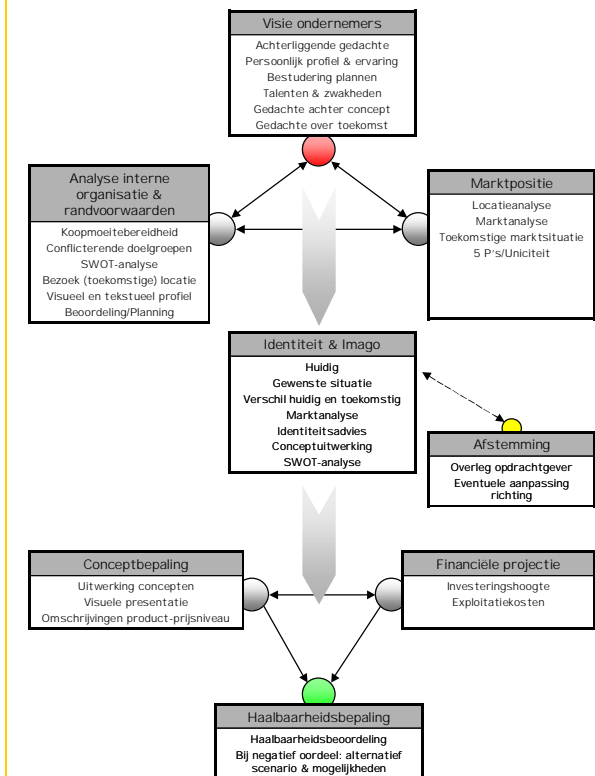 Visie ondernemers
Achterliggende gedachte
Persoonlijk profiel & ervaring
Bestudering plannen
Talenten & zwakheden
Gedachte achter concept
Gedachte over toekomst
Analyse interne
organisatie &
randvoorwaarden
Koopmoeitebereidheid
Conflicterende doelgroepen
SWOT-analyse
Bezoek (toekomstige) locatie
Visueel en tekstueel profiel
Beoordeling/Planning
Marktpositie
Locatieanalyse
Marktanalyse
Toekomstige marktsituatie
5 P's/Uniciteit
Identiteit & Imago
Huidig
Gewenste situatie
Verschil huidig en toekomstig
Marktanalyse
Identiteitsadvies
Conceptuitwerking
SWOT-analyse
Afstemming
Overleg opdrachtgever
Eventuele aanpassing
richting
Conceptbepaling
Uitwerking concepten
Visuele presentatie
Omschrijvingen product-prijsniveau
Financiële projectie
Investeringshoogte
Exploitatiekosten
Haalbaarheidsbepaling
Haalbaarheidsbeoordeling
Bij negatief oordeel: alternatief
scenario & mogelijkheden